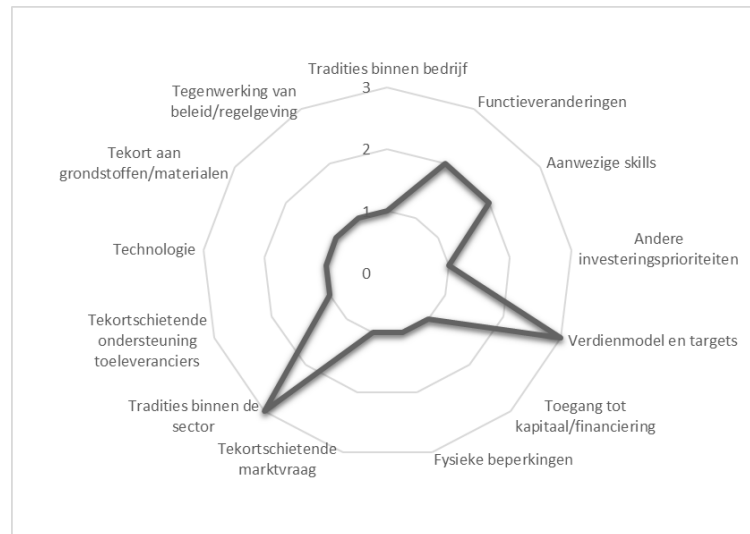 Tradities binnen bedrijf
Functieveranderingen
Aanwezige skills
Andere
investeringsprioriteiten
Verdienmodel en targets
Toegang tot
kapitaal/financiering
Fysieke beperkingen
Tekortschietende
marktvraag
Tradities binnen de
sector
Tekortschietende
ondersteuning
toeleveranciers
Technologie
Tekort aan
grondstoffen/materialen
Tegenwerking van
beleid/regelgeving
3
2
1
0